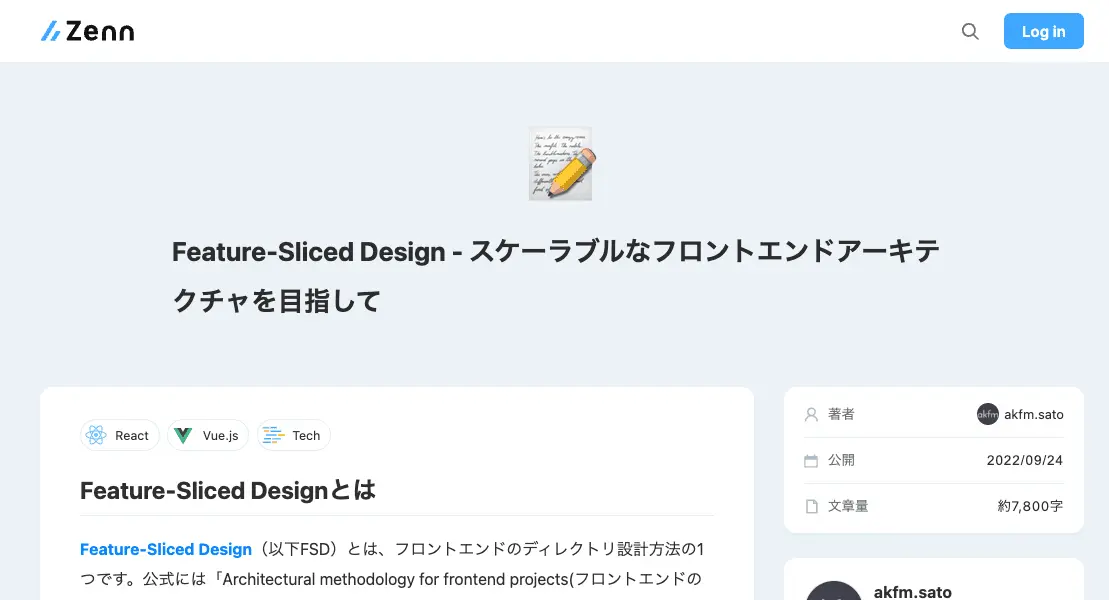 Zenn
Log in
Feature-Sliced Design - スケーラブルなフロントエンドアーキテ
クチャを目指して
React
Vue.js
Tech
Feature-Sliced Designとは
Feature-Sliced Design（以下FSD）とは、フロントエンドのディレクトリ設計方法の1
つです。公式には「Architectural methodology for frontend projects(フロントエンドの
著者
akfm
akfm.sato
公開
2022/09/24
文章量
約7,800字
akfm.sato